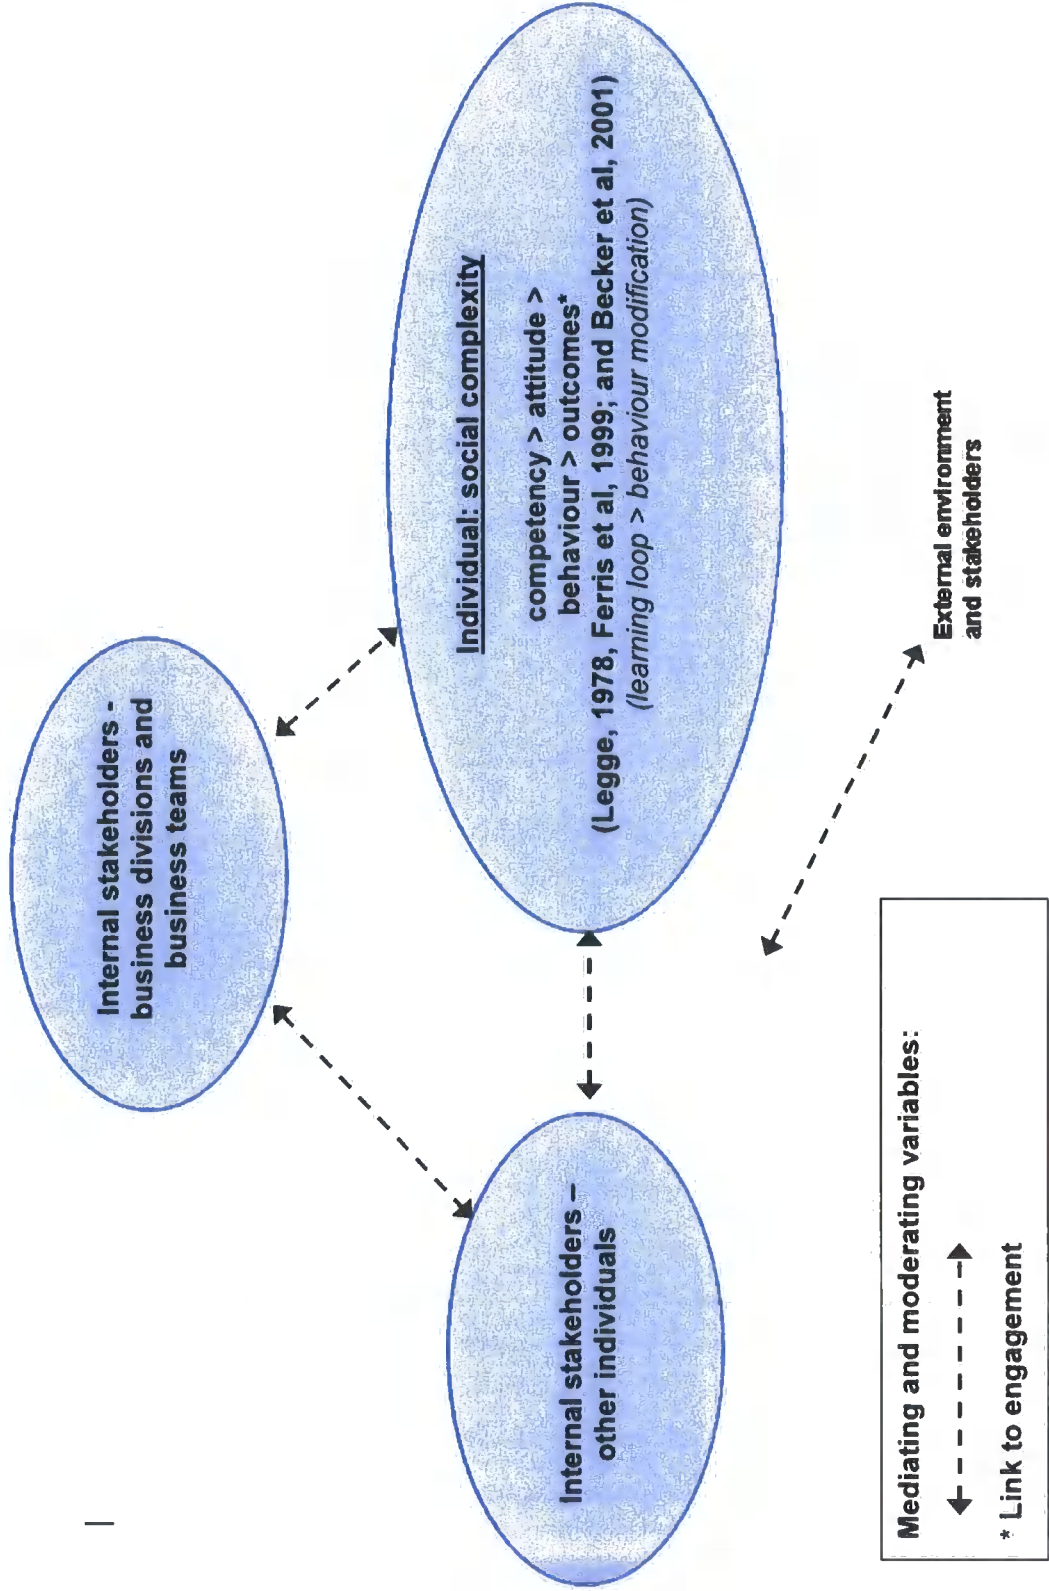 Internal stakeholders -
business divisions and
business teams
Individual: social complexity
competency > attitude >
behaviour > outcomes*
(Legge, 1978, Ferris et al, 1999; and Becker et al, 2001)
(learning loop > behaviour modification)
Internal stakeholders –
other individuals
External environment
and stakeholders
Mediating and moderating variables:
* Link to engagement